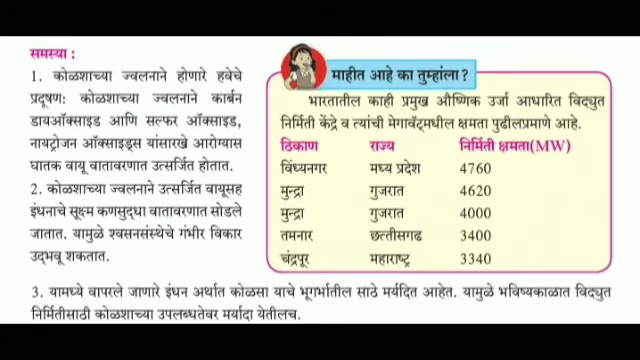 समस्या :
1. कोळशाच्या ज्वलनाने होणारे हवेचे
प्रदूषण: कोळशाच्या ज्वलनाने कार्बन
डायऑक्साइड आणि सल्फर ऑक्साइड,
नायट्रोजन ऑक्साइड्स यांसारखे आरोग्यास
घातक वायू वातावरणात उत्सर्जित होतात.
2. कोळशाच्या ज्वलनाने उत्सर्जित वायूसह
इंधनाचे सूक्ष्म कणसुद्धा वातावरणात सोडले
जातात. यामुळे श्वसनसंस्थेचे गंभीर विकार
उद्भवू शकतात.
माहीत आहे का तुम्हांला ?
भारतातील काही प्रमुख औष्णिक उर्जा आधारित विद्युत
निर्मिती केंद्रे व त्यांची मेगावॅट्मधील क्षमता पुढीलप्रमाणे आहे.
ठिकाण राज्य निर्मिती क्षमता(MW)
विंध्यनगर मध्य प्रदेश 4760
मुन्द्रा गुजरात 4620
मुन्द्रा गुजरात 4000
तमनार छत्तीसगढ 3400
चंद्रपूर महाराष्ट्र 3340
3. यामध्ये वापरले जाणारे इंधन अर्थात कोळसा याचे भूगर्भातील साठे मर्यादित आहेत. यामुळे भविष्यकाळात विद्युत
निर्मितीसाठी कोळशाच्या उपलब्धतेवर मर्यादा येतीलच.